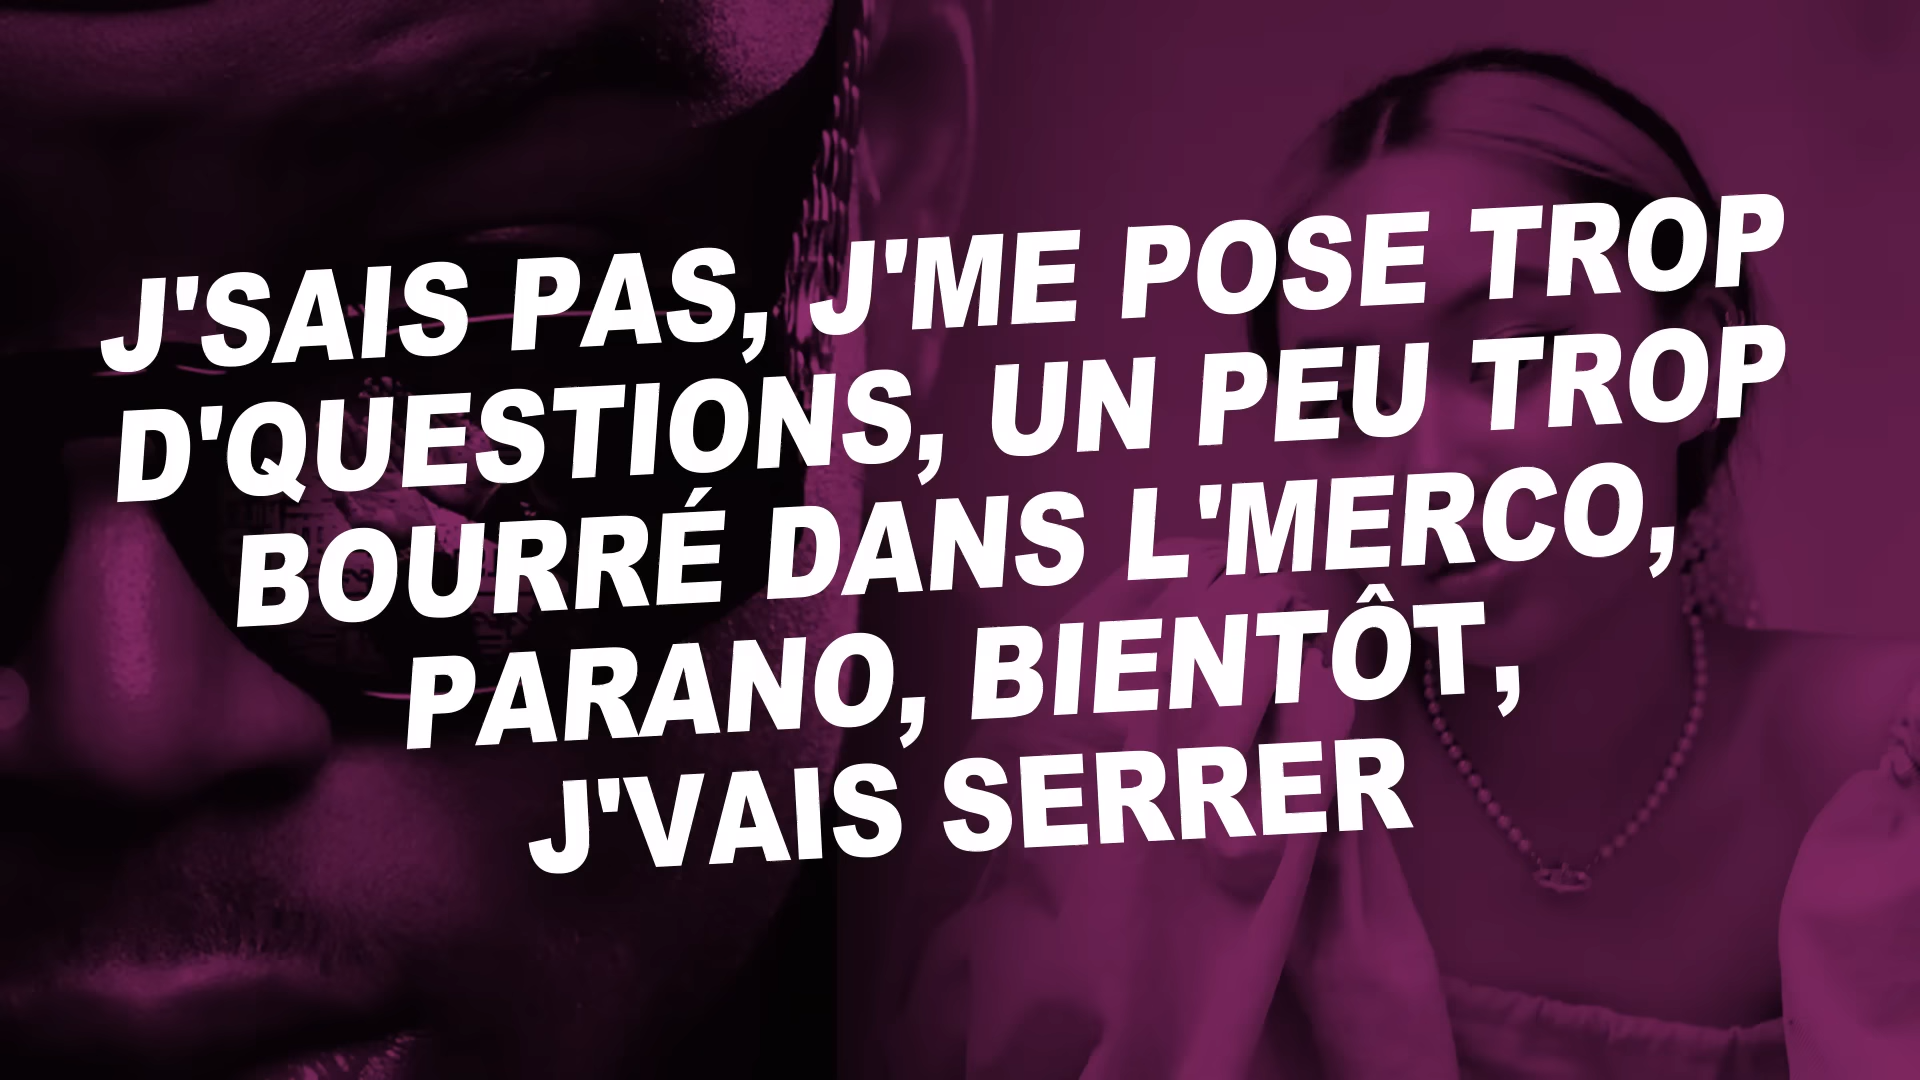 J'SAIS PAS, J'ME POSE TROP
D'QUESTIONS, UN PEU TROP
BOURRÉ DANS L'MERCO,
PARANO, BIENTÔT,
J'VAIS SERRER